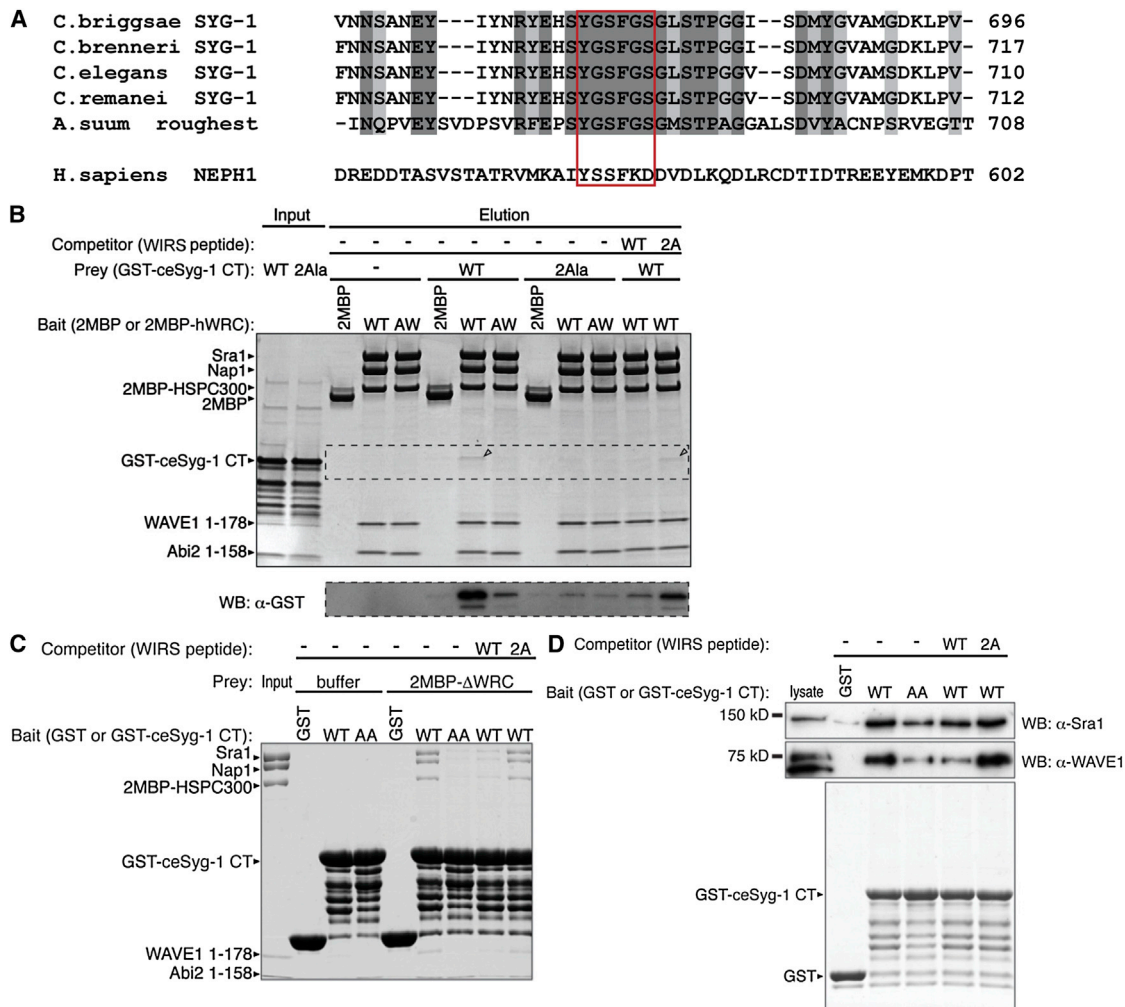 A
C.briggsae SYG-1 VNNSANEY---IYNRYEHSYGSFGSGLSTPGGI--SDMYGVAMGDKLPV- 696
C.brenneri SYG-1 FNNSANEY---IYNRYEHSYGSFGSGLSTPGGI--SDMYGVAMGDKLPV- 717
C.elegans SYG-1 FNNSANEY---IYNRYEHSYGSFGSGLSTPGGV--SDMYGVAMSDKLPV- 710
C.remanei SYG-1 FNNSANEY---IYNRYEHSYGSFGSGLSTPGGV--SDMYGVAMGDKLPV- 712
A.suum roughest -INQPVEYSVDPSVRFEPSYGSFGSGMSTPAGGALSDVYACNPSRVEGTT 708
H.sapiens NEPH1 DREDDTASVSTATRVMKAIYSSFKDDVDLKQDLRCDTIDTREEYEMKDPT 602
B
Input Elution
Competitor (WIRS peptide): - - - - - - - - - WT 2A
Prey (GST-ceSyg-1 CT): WT 2Ala - WT 2Ala WT
Bait (2MBP or 2MBP-hWRC): 2MBP WT AW 2MBP WT AW 2MBP WT AW WT WT
Sra1
Nap1
2MBP-HSPC300
2MBP
GST-ceSyg-1 CT
WAVE1 1-178
Abi2 1-158
WB: α-GST
C
Competitor (WIRS peptide): - - - - - - WT 2A
Prey: Input buffer 2MBP-ΔWRC
Bait (GST or GST-ceSyg-1 CT): GST WT AA GST WT AA WT WT
Sra1
Nap1
2MBP-HSPC300
GST-ceSyg-1 CT
WAVE1 1-178
Abi2 1-158
D
Competitor (WIRS peptide): - - - WT 2A
Bait (GST or GST-ceSyg-1 CT): lysate GST WT AA WT WT
150 kD WB: α-Sra1
75 kD WB: α-WAVE1
GST-ceSyg-1 CT
GST